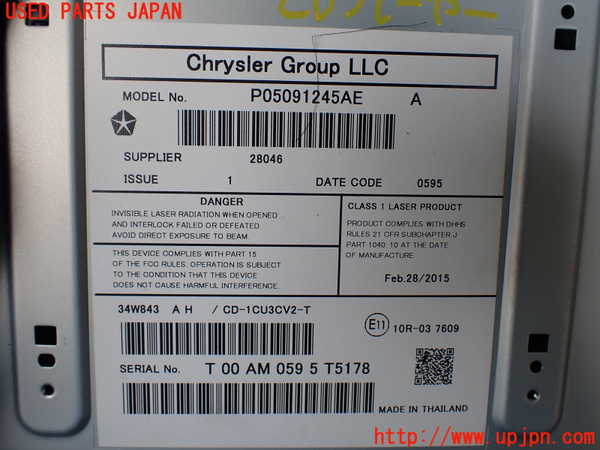 USED PARTS JAPAN
Chrysler Group LLC
MODEL No. P05091245AE A
SUPPLIER 28046
ISSUE 1 DATE CODE 0595
DANGER
INVISIBLE LASER RADIATION WHEN OPENED
AND INTERLOCK FAILED OR DEFEATED
AVOID DIRECT EXPOSURE TO BEAM.
THIS DEVICE COMPLIES WITH PART 15
OF THE FCC RULES. OPERATION IS SUBJECT
TO THE CONDITION THAT THIS DEVICE
DOES NOT CAUSE HARMFUL INTERFERENCE.
CLASS 1 LASER PRODUCT
PRODUCT COMPLIES WITH DHHS
RULES 21 CFR SUBCHAPTER J
PART 1040. 10 AT THE DATE
OF MANUFACTURE.
Feb.28/2015
34W843 A H / CD-1CU3CV2-T
E11 10R-03 7609
SERIAL No. T 00 AM 059 5 T5178
MADE IN THAILAND
http://www.upjpn.com/